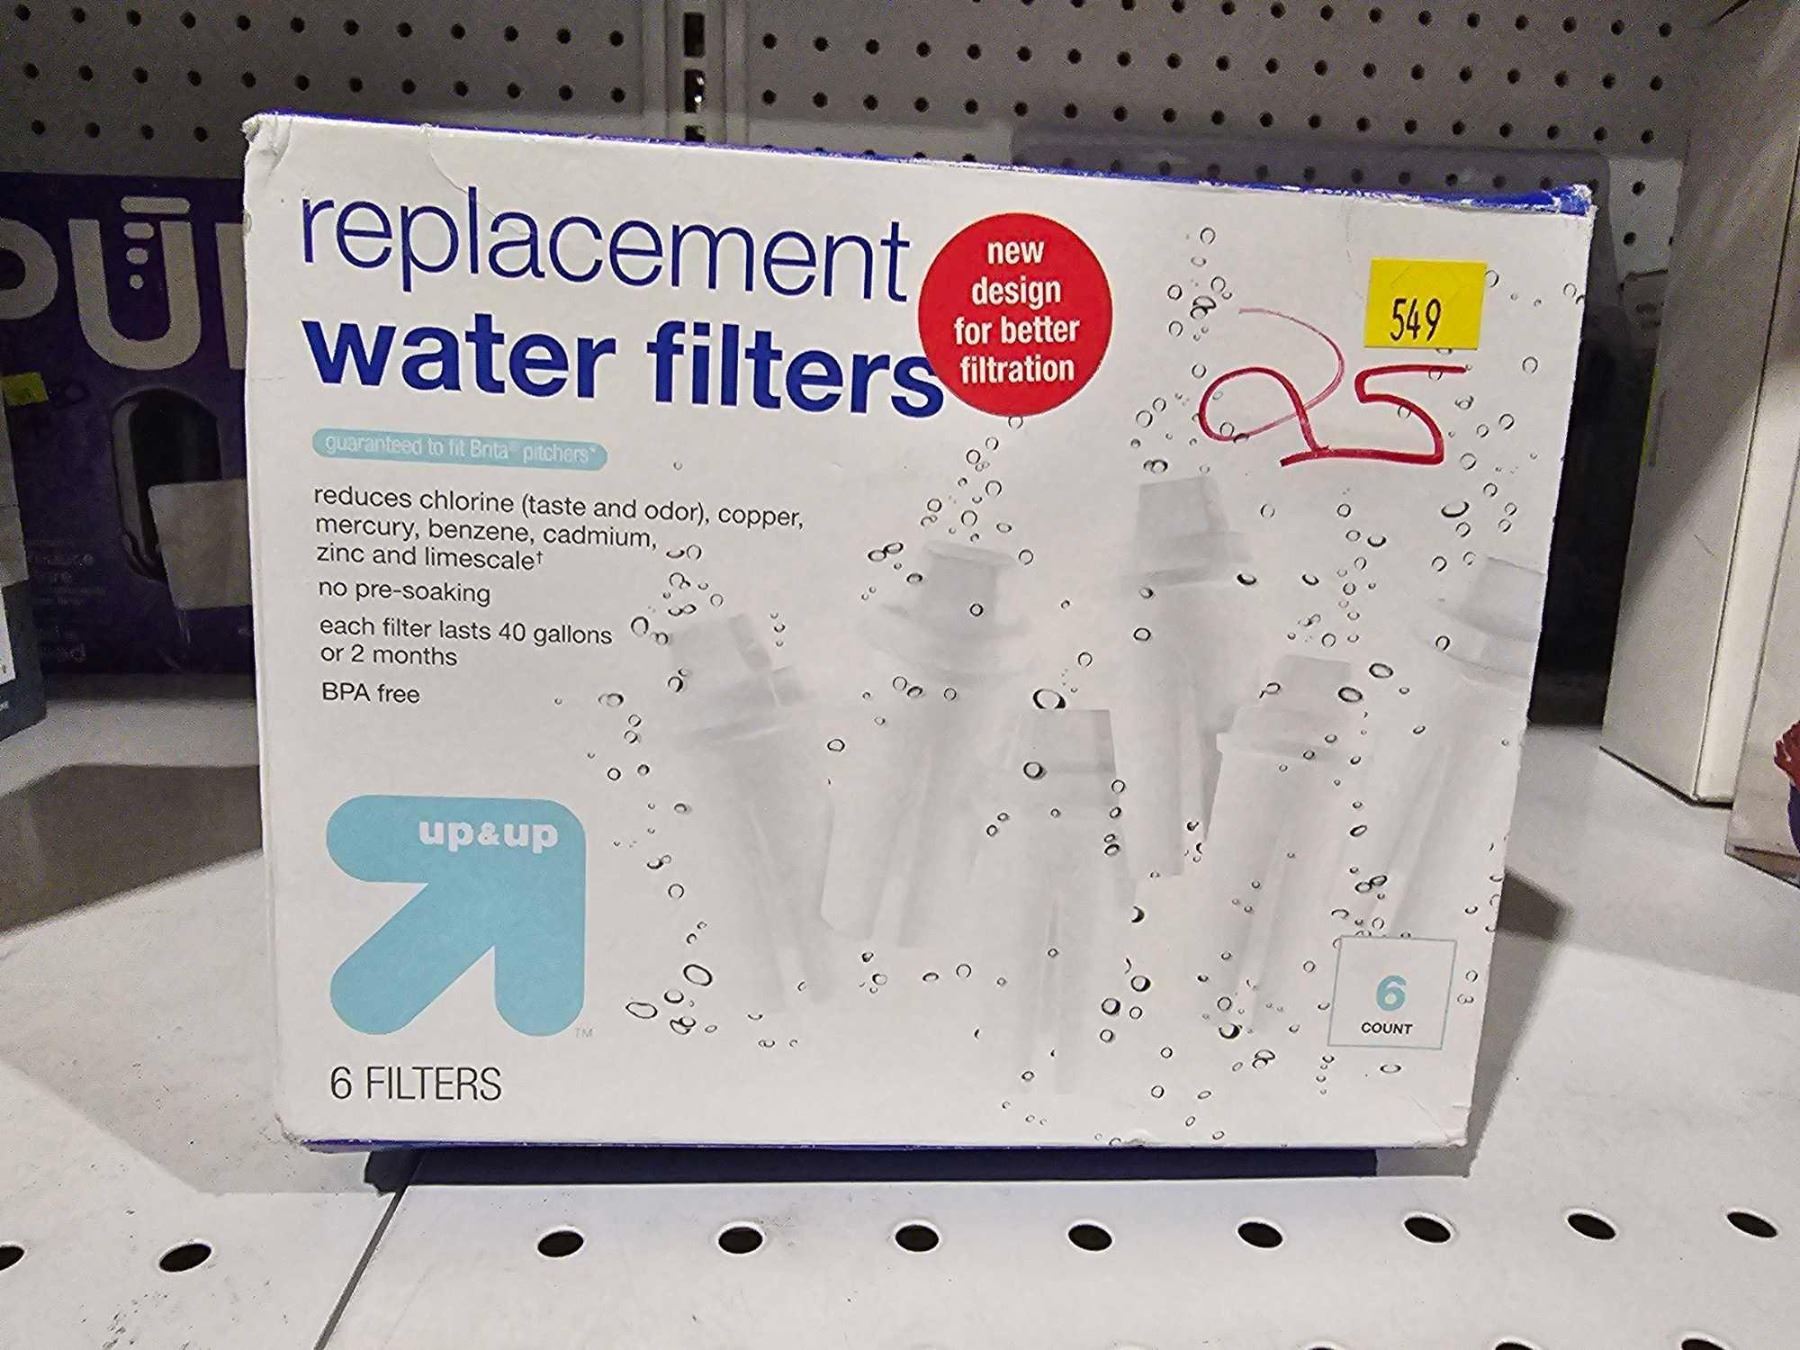 replacement
water filters
new
design
for better
filtration
549
25
guaranteed to fit Brita® pitchers*
reduces chlorine (taste and odor), copper,
mercury, benzene, cadmium,
zinc and limescale†
no pre-soaking
each filter lasts 40 gallons
or 2 months
BPA free
up&up
TM
6 FILTERS
6
COUNT